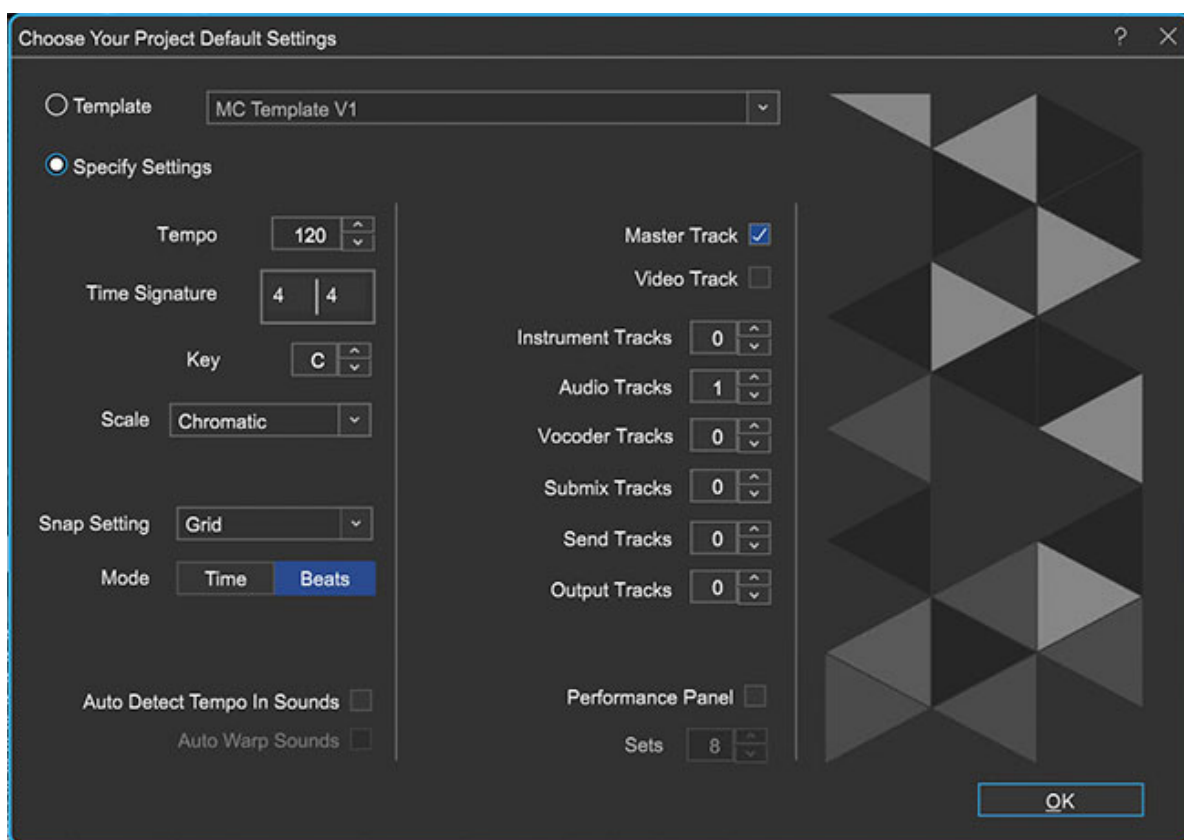 Choose Your Project Default Settings ?
Template MC Template V1
Specify Settings
Tempo 120
Time Signature 4 4
Key C
Scale Chromatic
Snap Setting Grid
Mode Time Beats
Auto Detect Tempo In Sounds
Auto Warp Sounds
Master Track
Video Track
Instrument Tracks 0
Audio Tracks 1
Vocoder Tracks 0
Submix Tracks 0
Send Tracks 0
Output Tracks 0
Performance Panel
Sets 8
OK